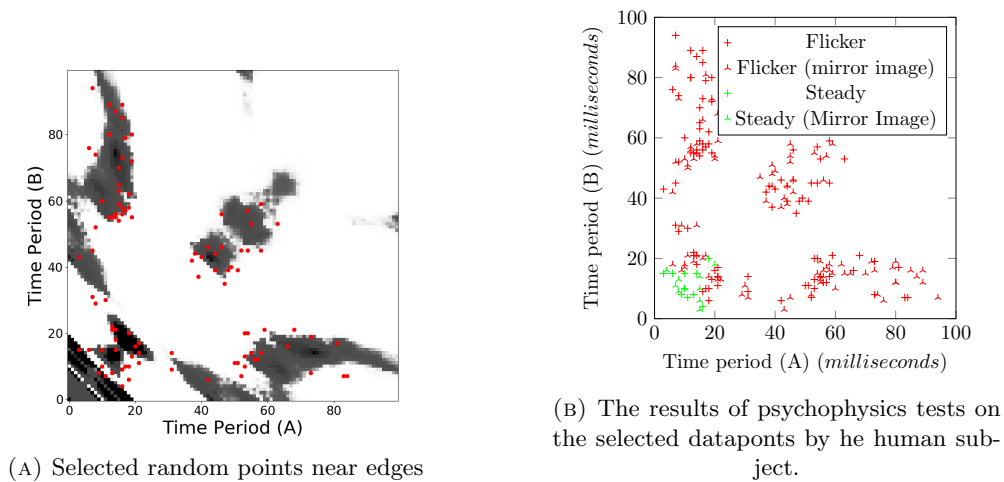 80
60
40
20
0
Time Period (B)
0 20 40 60 80
Time Period (A)
(A) Selected random points near edges
100
80
60
40
20
0
Time period (B) (milliseconds)
Flicker
Flicker (mirror image)
Steady
Steady (Mirror Image)
0 20 40 60 80 100
Time period (A) (milliseconds)
(B) The results of psychophysics tests on
the selected dataponts by he human sub-
ject.